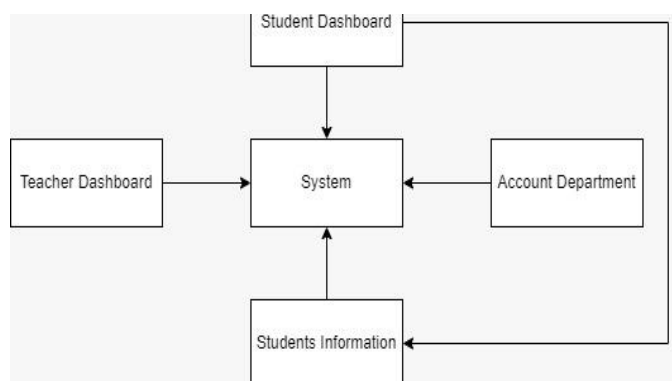 Student Dashboard
Teacher Dashboard
System
Account Department
Students Information